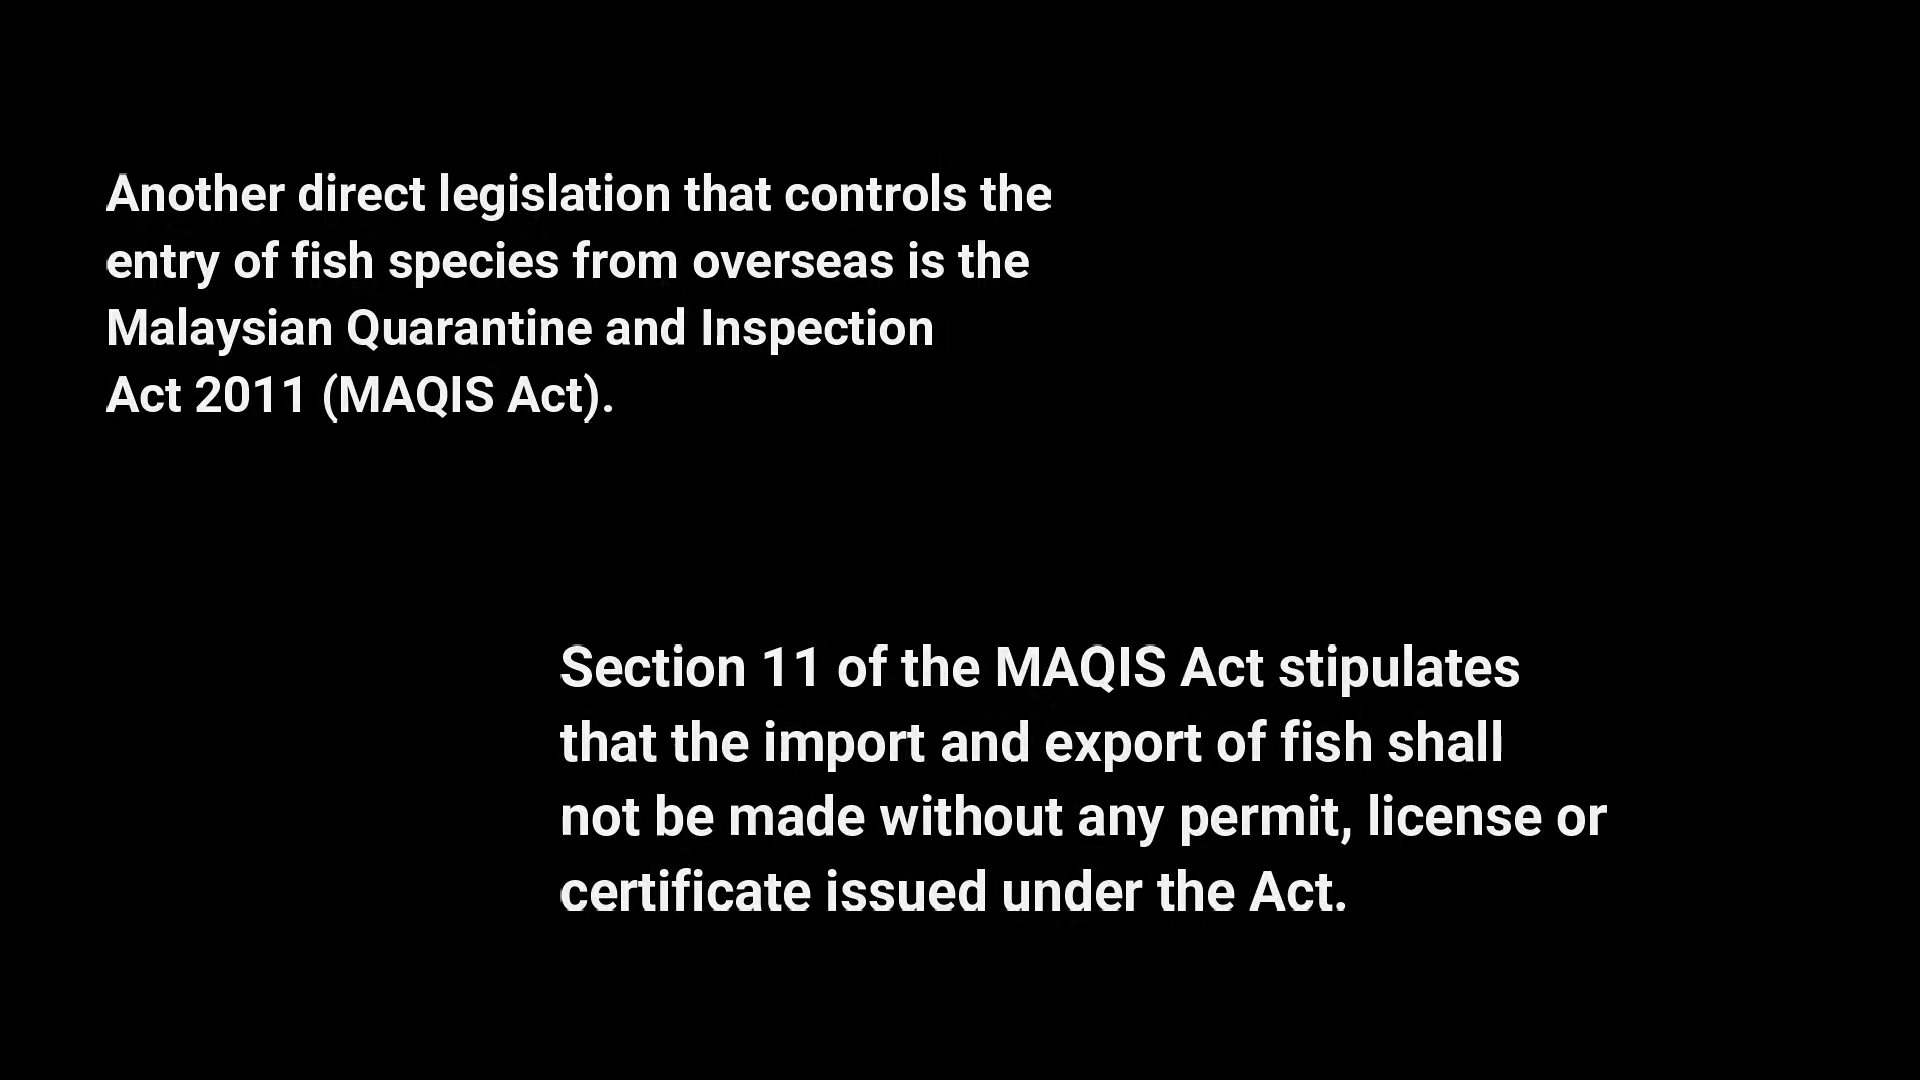 Another direct legislation that controls the
entry of fish species from overseas is the
Malaysian Quarantine and Inspection
Act 2011 (MAQIS Act).
Section 11 of the MAQIS Act stipulates
that the import and export of fish shall
not be made without any permit, license or
certificate issued under the Act.